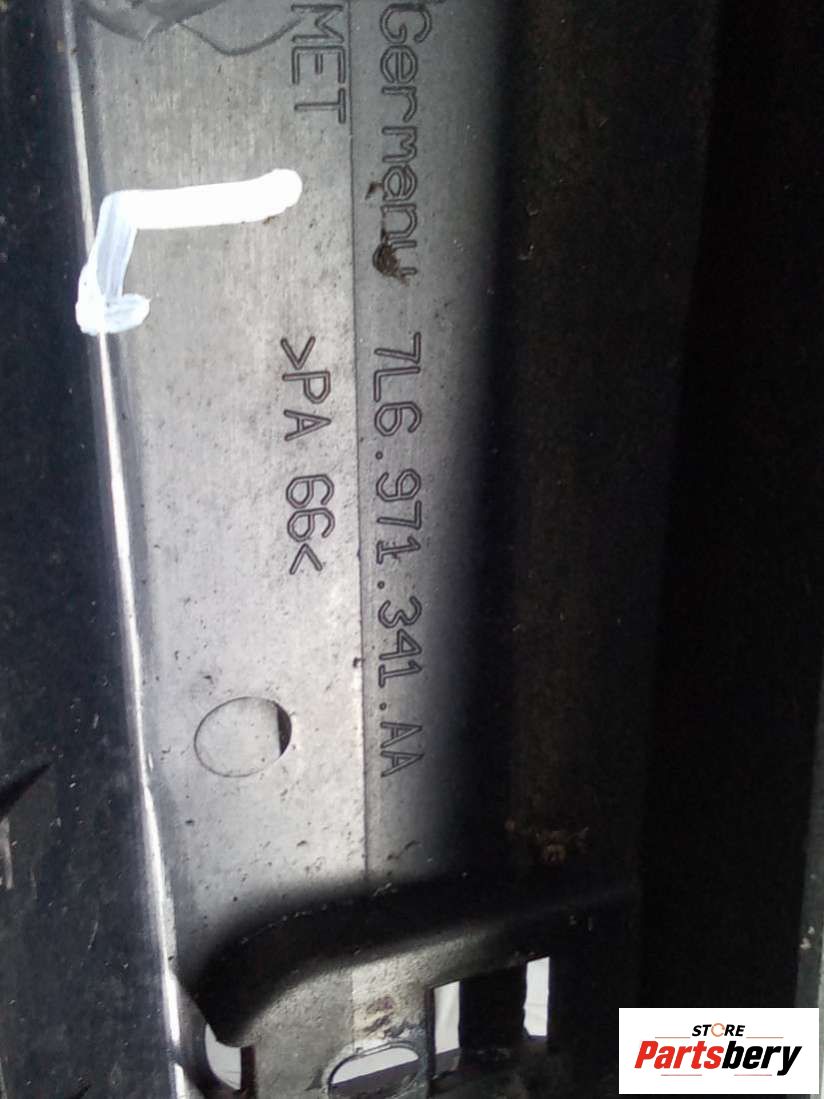 Germany 7L6.971.341.AA
MET >PA 66<
STORE
Partsbery